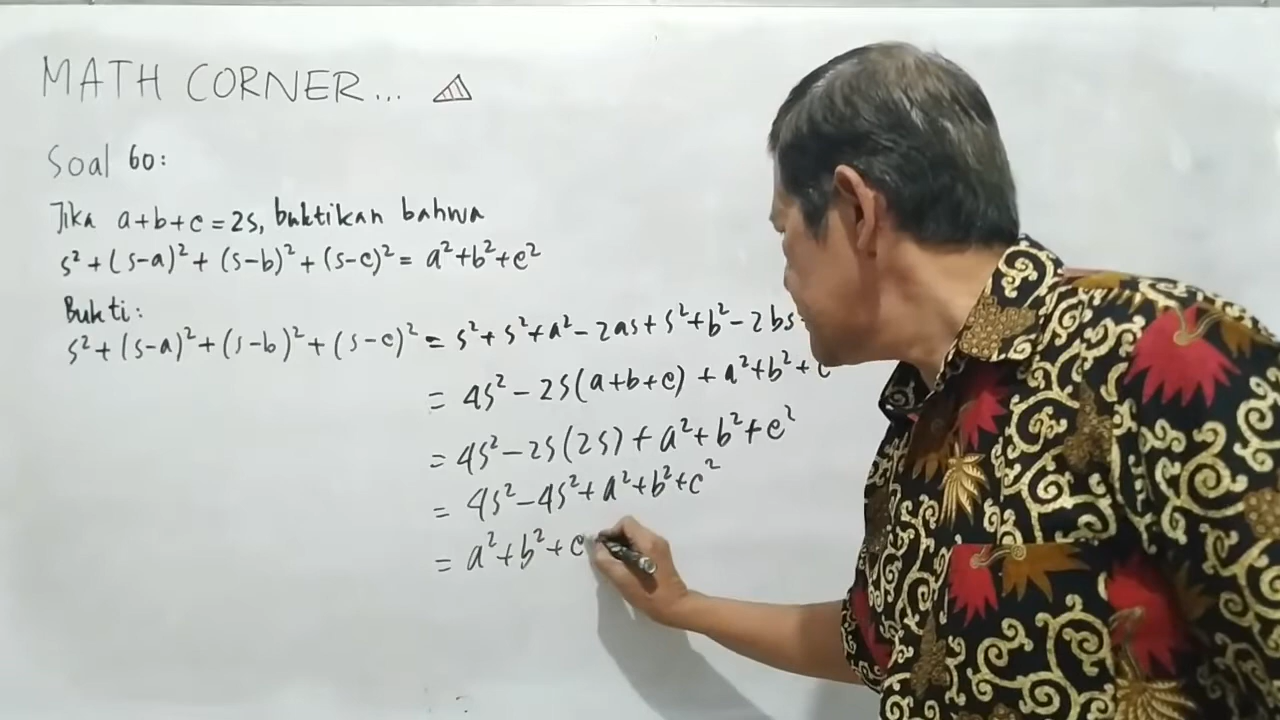 MATH CORNER...
Soal 60:
Jika a+b+c=2s, buktikan bahwa
s²+(s-a)²+(s-b)²+(s-c)²= a²+b²+c²
Bukti:
s²+(s-a)²+(s-b)²+(s-c)² = s²+s²+a²-2as+s²+b²-2bs
= 4s²-2s(a+b+c)+a²+b²+c
= 4s²-2s(2s)+a²+b²+c²
= 4s²-4s²+a²+b²+c²
= a²+b²+c